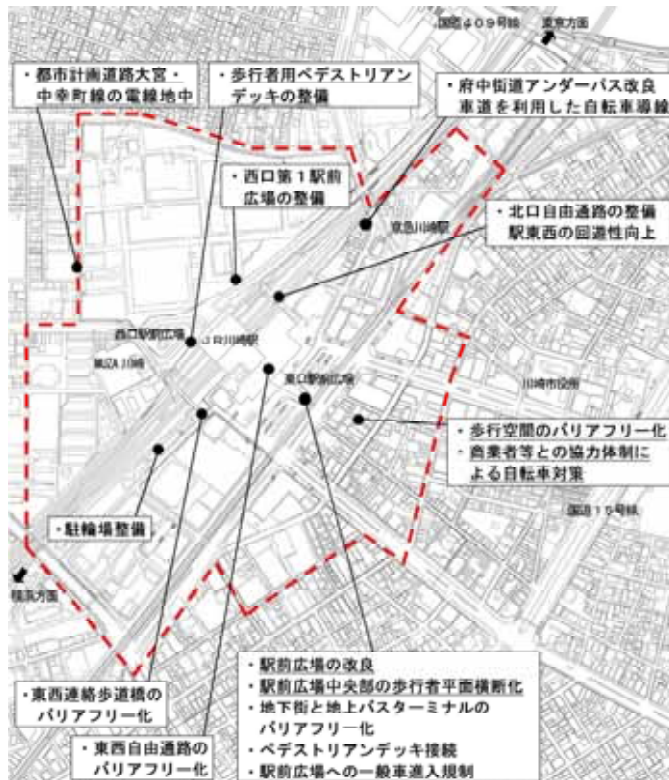 国道409号線
東京方面
・都市計画道路大宮・
中幸町線の電線地中
・歩行者用ペデストリアン
デッキの整備
・府中街道アンダーパス改良
車道を利用した自転車導線
・西口第1駅前
広場の整備
京急川崎駅
・北口自由通路の整備
駅東西の回遊性向上
西口駅前広場
JR川崎駅
MUZA川崎
東口駅前広場
川崎市役所
・歩行空間のバリアフリー化
・商業者等との協力体制に
よる自転車対策
国道15号線
・駐輪場整備
横浜方面
・東西連絡歩道橋の
バリアフリー化
・東西自由通路の
バリアフリー化
・駅前広場の改良
・駅前広場中央部の歩行者平面横断化
・地下街と地上バスターミナルの
バリアフリー化
・ペデストリアンデッキ接続
・駅前広場への一般車進入規制